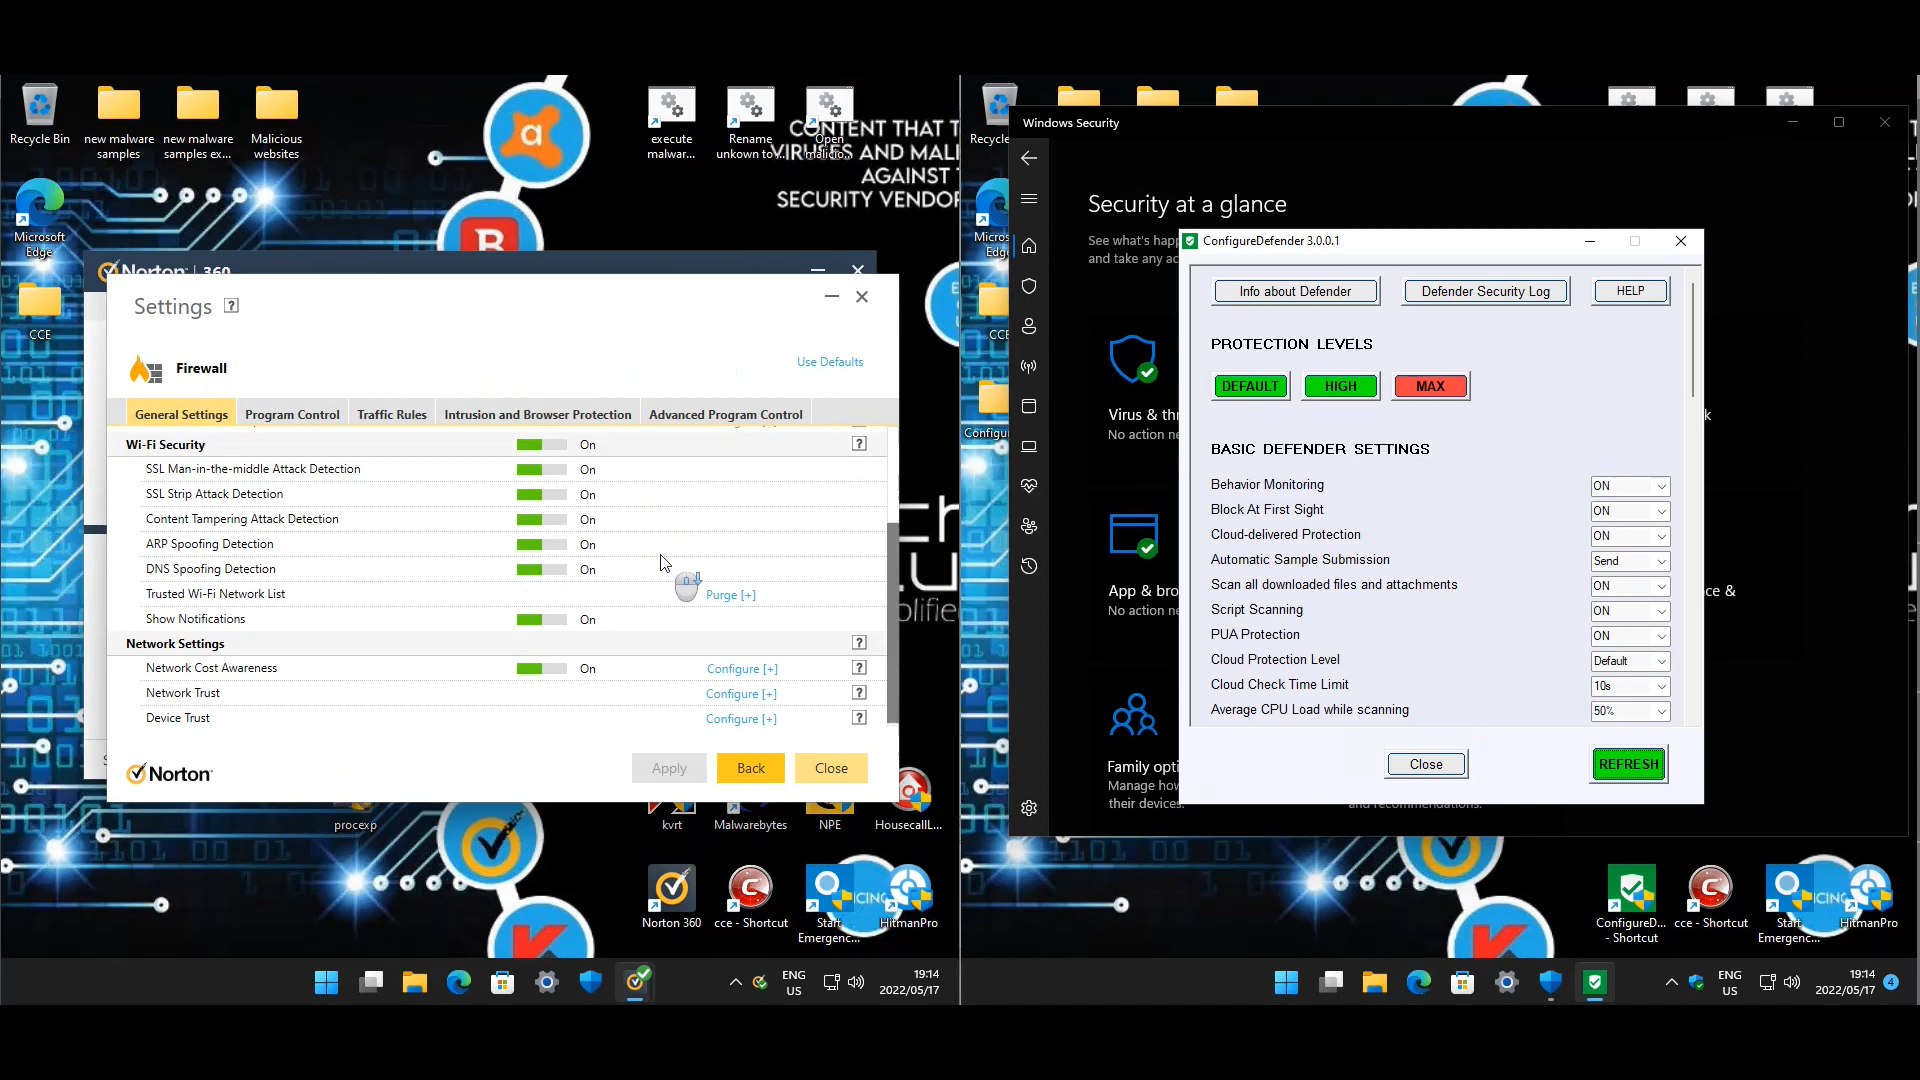 Recycle Bin
new malware
samples
new malware
samples ex...
Malicious
websites
execute
malwar...
Rename
unkown to...
Open
malicio...
CONTENT THAT T
VIRUSES AND MALI
AGAINST
SECURITY VENDOR
Microsoft
Edge
CCE
Norton | 360
Settings ?
Firewall
Use Defaults
General Settings
Program Control
Traffic Rules
Intrusion and Browser Protection
Advanced Program Control
Wi-Fi Security On ?
SSL Man-in-the-middle Attack Detection On
SSL Strip Attack Detection On
Content Tampering Attack Detection On
ARP Spoofing Detection On
DNS Spoofing Detection On
Trusted Wi-Fi Network List Purge [+]
Show Notifications On
Network Settings ?
Network Cost Awareness On Configure [+] ?
Network Trust Configure [+] ?
Device Trust Configure [+] ?
Norton
Apply
Back
Close
procexp
kvrt
Malwarebytes
NPE
HousecallL...
Norton 360
cce - Shortcut
Start
Emergenc...
HitmanPro
ENG
US
19:14
2022/05/17
Recycle
Micros
Edge
CCE
Configu
Windows Security
Security at a glance
See what's happ
and take any ac
Virus & thr
No action ne
App & bro
No action ne
Family opti
Manage how
their devices.
and recommendations.
ConfigureDefender 3.0.0.1
Info about Defender
Defender Security Log
HELP
PROTECTION LEVELS
DEFAULT
HIGH
MAX
BASIC DEFENDER SETTINGS
Behavior Monitoring ON
Block At First Sight ON
Cloud-delivered Protection ON
Automatic Sample Submission Send
Scan all downloaded files and attachments ON
Script Scanning ON
PUA Protection ON
Cloud Protection Level Default
Cloud Check Time Limit 10s
Average CPU Load while scanning 50%
Close
REFRESH
ConfigureD...
- Shortcut
cce - Shortcut
Start
Emergenc...
HitmanPro
ENG
US
19:14
2022/05/17
4